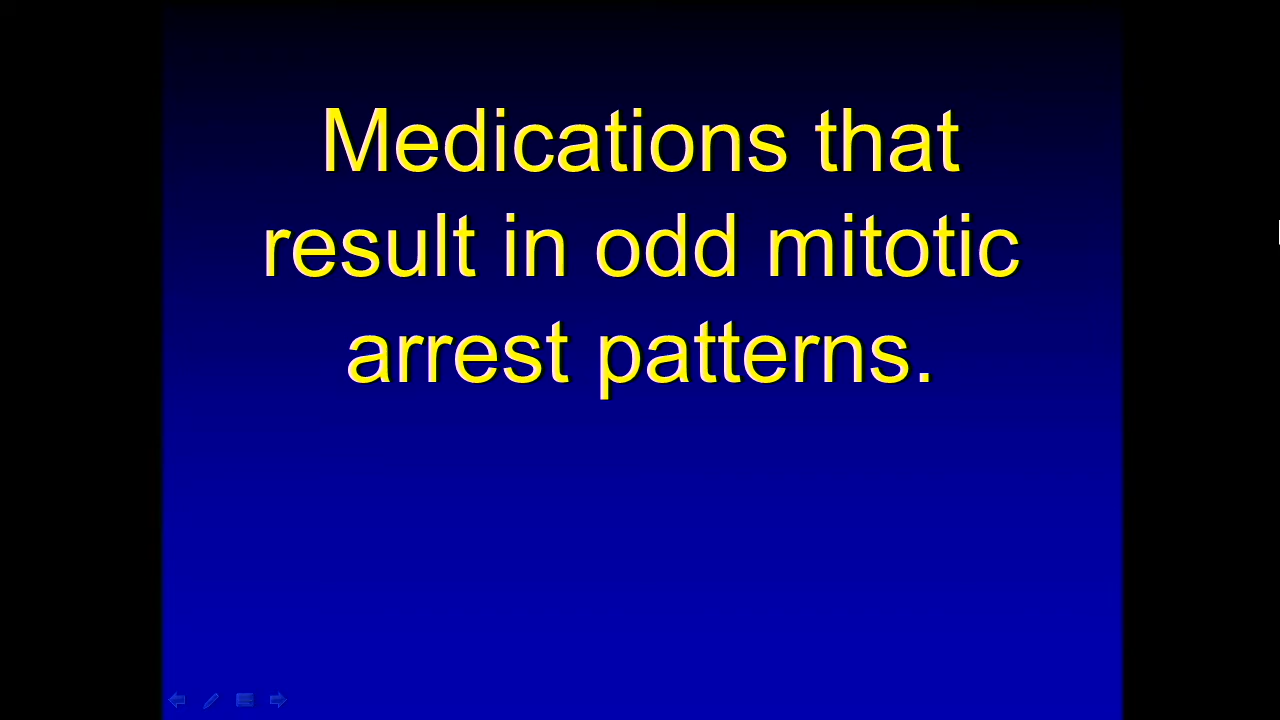 Medications that
result in odd mitotic
arrest patterns.